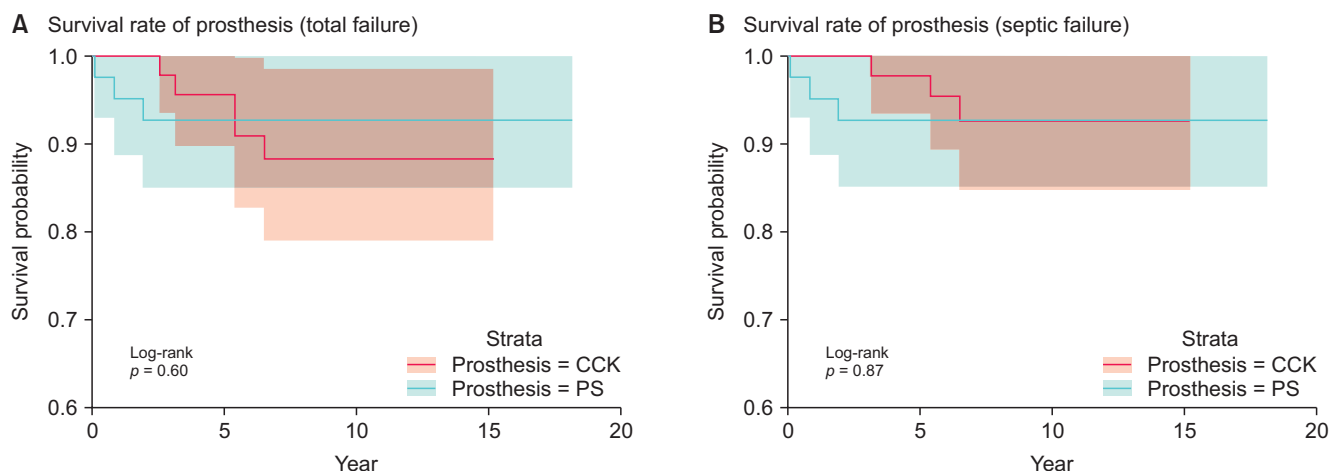 A Survival rate of prosthesis (total failure)
1.0
0.9
0.8
0.7
0.6
Survival probability
Log-rank
p = 0.60
Strata
Prosthesis = CCK
Prosthesis = PS
0 5 10 15 20
Year
B Survival rate of prosthesis (septic failure)
1.0
0.9
0.8
0.7
0.6
Survival probability
Log-rank
p = 0.87
Strata
Prosthesis = CCK
Prosthesis = PS
0 5 10 15 20
Year